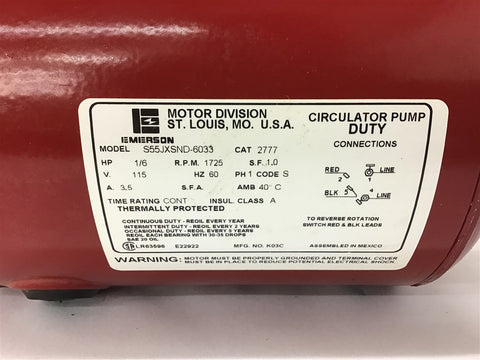 MOTOR DIVISION
ST. LOUIS, MO. U.S.A.
EMERSON
MODEL S55JXSND-6033 CAT 2777
HP 1/6 R.P.M. 1725 S.F. 1.0
V. 115 HZ 60 PH 1 CODE S
A 3.5 S.F.A. AMB 40° C
TIME RATING CONT INSUL. CLASS A
THERMALLY PROTECTED
CONTINUOUS DUTY - REOIL EVERY YEAR
INTERMITTENT DUTY - REOIL EVERY 2 YEARS
OCCASIONAL DUTY - REOIL EVERY 5 YEARS
REOIL EACH BEARING WITH 30-35 DROPS
SAE 20 OIL
LR63596 E22922 MFG. NO. K03C
CIRCULATOR PUMP
DUTY
CONNECTIONS
RED 2 1 LINE
BLK 5 4 LINE
TO REVERSE ROTATION
SWITCH RED & BLK LEADS
ASSEMBLED IN MEXICO
WARNING: MOTOR MUST BE PROPERLY GROUNDED AND TERMINAL COVER
MUST BE IN PLACE TO REDUCE POTENTIAL ELECTRICAL SHOCK.